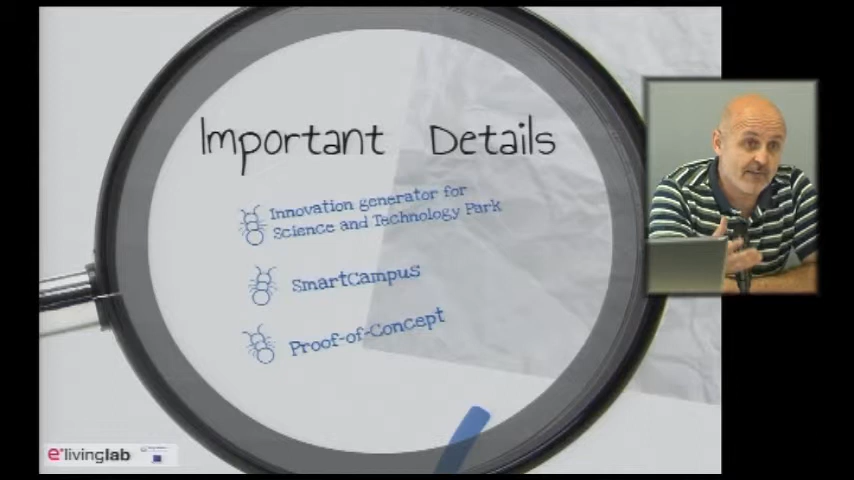 Important Details
Innovation generator for
Science and Technology Park
SmartCampus
Proof-of-Concept
e*livinglab